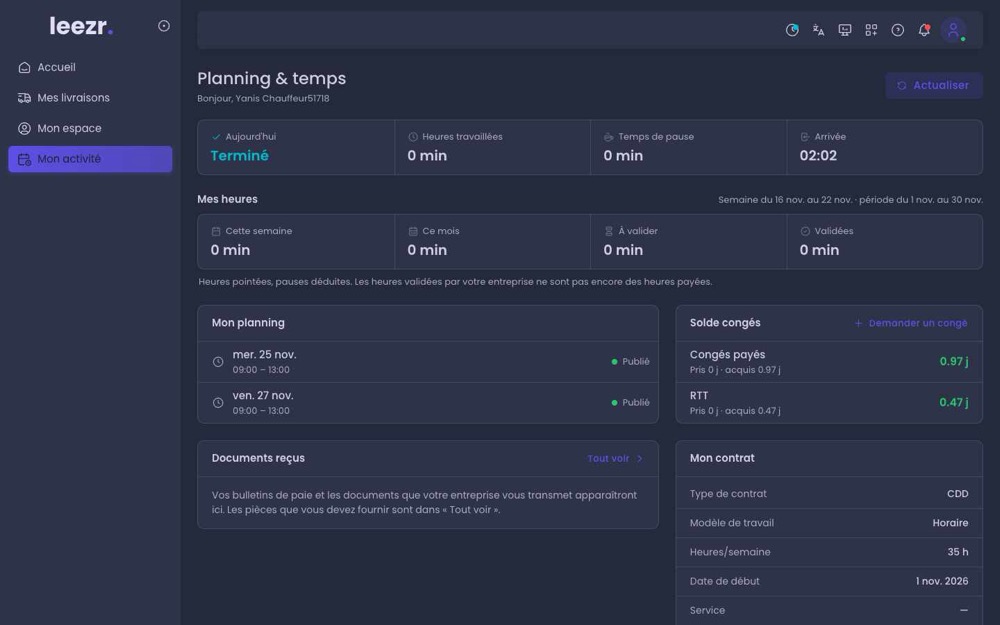 leezr.
Accueil
Mes livraisons
Mon espace
Mon activité
Planning & temps
Bonjour, Yanis Chauffeur51718
Actualiser
Aujourd'hui
Terminé
Heures travaillées
0 min
Temps de pause
0 min
Arrivée
02:02
Mes heures
Semaine du 16 nov. au 22 nov. · période du 1 nov. au 30 nov.
Cette semaine
0 min
Ce mois
0 min
À valider
0 min
Validées
0 min
Heures pointées, pauses déduites. Les heures validées par votre entreprise ne sont pas encore des heures payées.
Mon planning
mer. 25 nov.
09:00 – 13:00
Publié
ven. 27 nov.
09:00 – 13:00
Publié
Solde congés
+ Demander un congé
Congés payés
Pris 0 j · acquis 0.97 j
0.97 j
RTT
Pris 0 j · acquis 0.47 j
0.47 j
Documents reçus
Tout voir
Vos bulletins de paie et les documents que votre entreprise vous transmet apparaîtront
ici. Les pièces que vous devez fournir sont dans « Tout voir ».
Mon contrat
Type de contrat
CDD
Modèle de travail
Horaire
Heures/semaine
35 h
Date de début
1 nov. 2026
Service
—